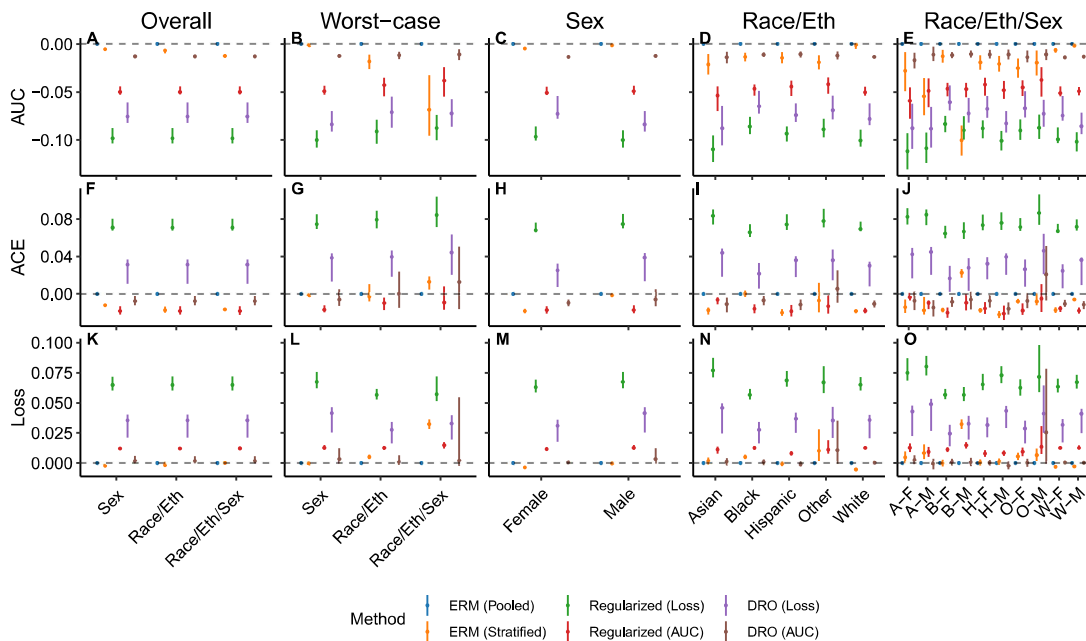 Overall Worst-case Sex Race/Eth Race/Eth/Sex
A B C D E
0.00
-0.05
-0.10
AUC
F G H I J
0.08
0.04
0.00
ACE
K L M N O
0.100
0.075
0.050
0.025
0.000
Loss
Sex Race/Eth Race/Eth/Sex Sex Race/Eth Race/Eth/Sex Female Male Asian Black Hispanic Other White A-F A-M B-F B-M H-F H-M O-F O-M W-F W-M
Method
ERM (Pooled) Regularized (Loss) DRO (Loss)
ERM (Stratified) Regularized (AUC) DRO (AUC)